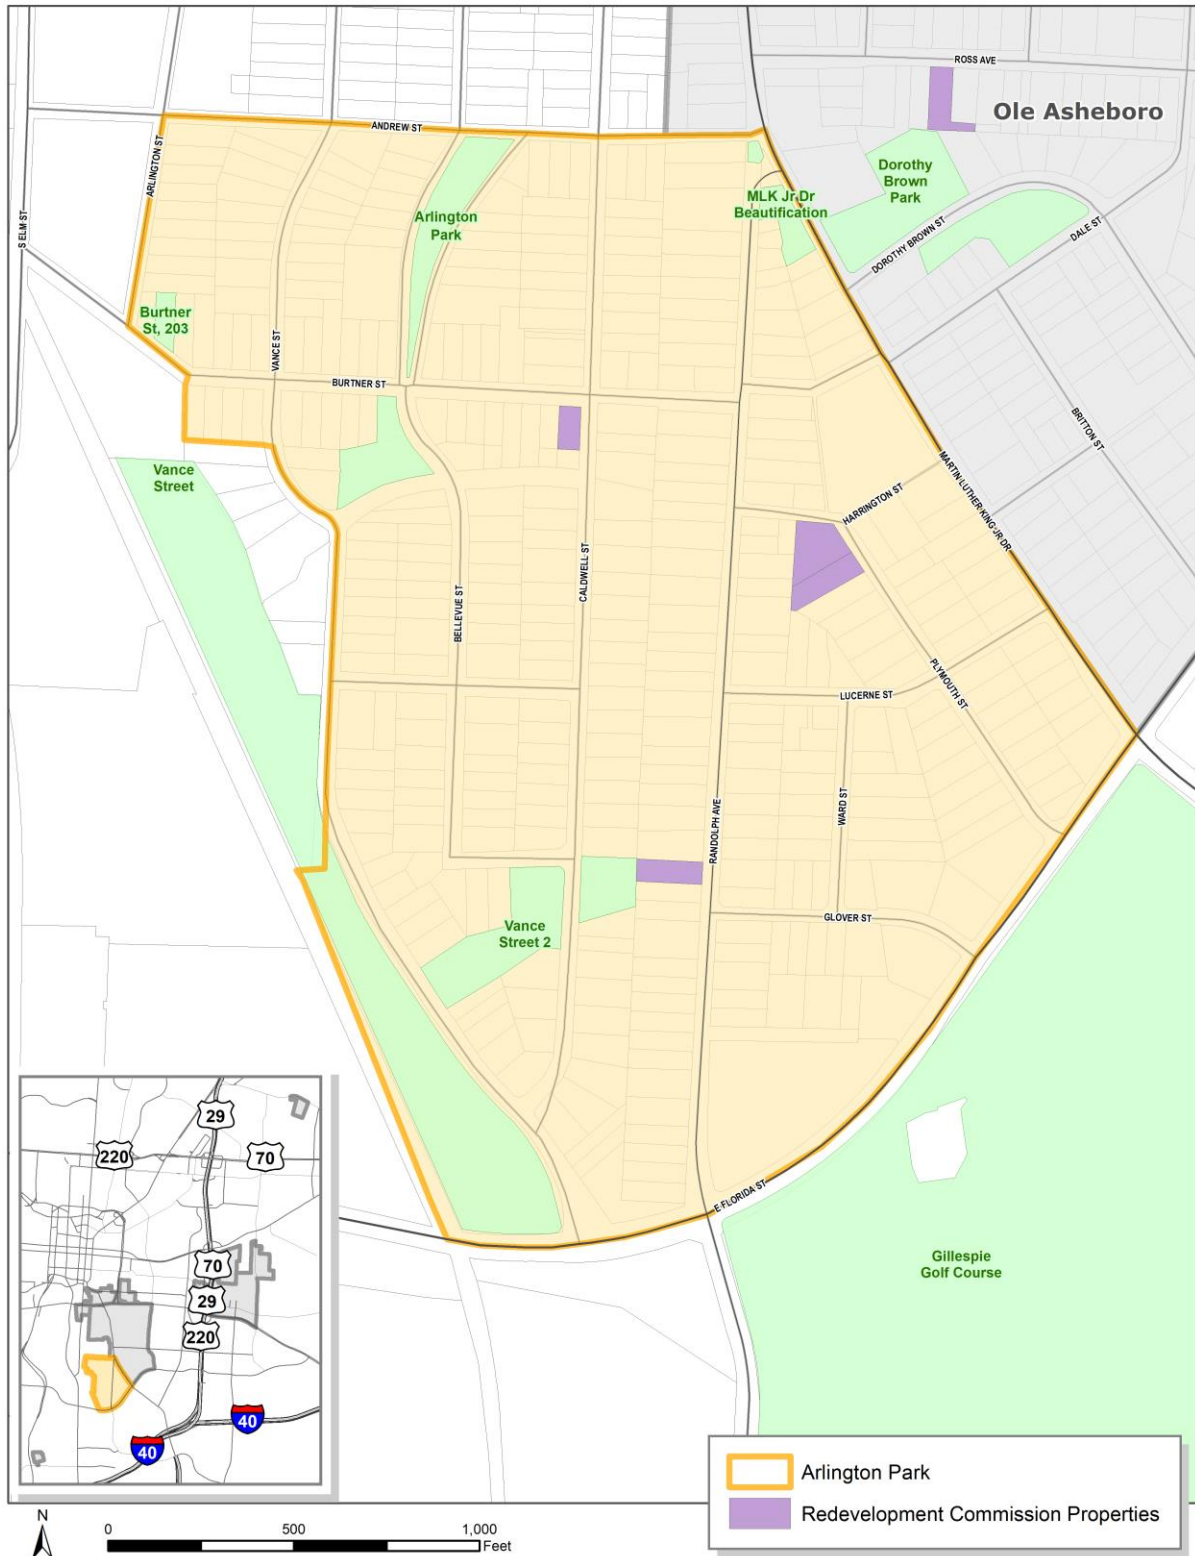 ROSS AVE
Ole Asheboro
ANDREW ST
ARLINGTON ST
S ELM ST
Arlington
Park
MLK Jr Dr
Beautification
Dorothy
Brown
Park
DOROTHY BROWN ST
DALE ST
Burtner
St, 203
VANCE ST
BURTNER ST
BRITTON ST
Vance
Street
MARTIN LUTHER KING JR DR
HARRINGTON ST
CALDWELL ST
BELLEVUE ST
LUCERNE ST
PLYMOUTH ST
WARD ST
RANDOLPH AVE
GLOVER ST
Vance
Street 2
E FLORIDA ST
Gillespie
Golf Course
29
220
70
70
29
220
40
40
Arlington Park
Redevelopment Commission Properties
N
0 500 1,000
Feet